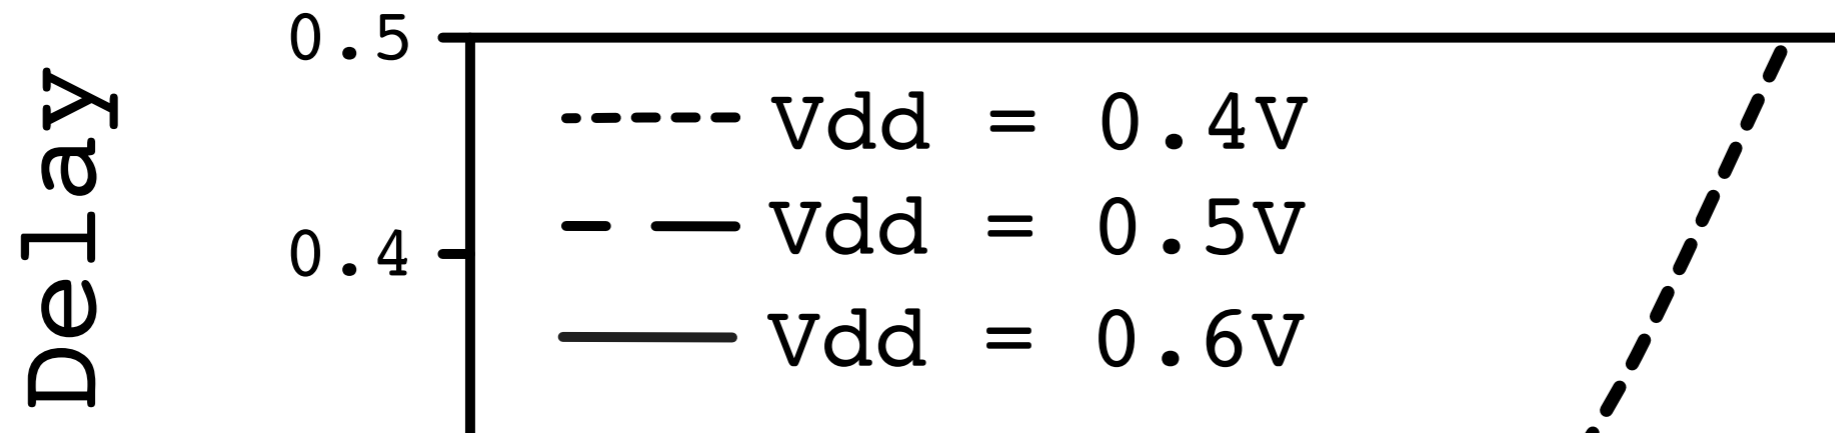 Delay
0.5
Vdd = 0.4V
Vdd = 0.5V
0.4
Vdd = 0.6V